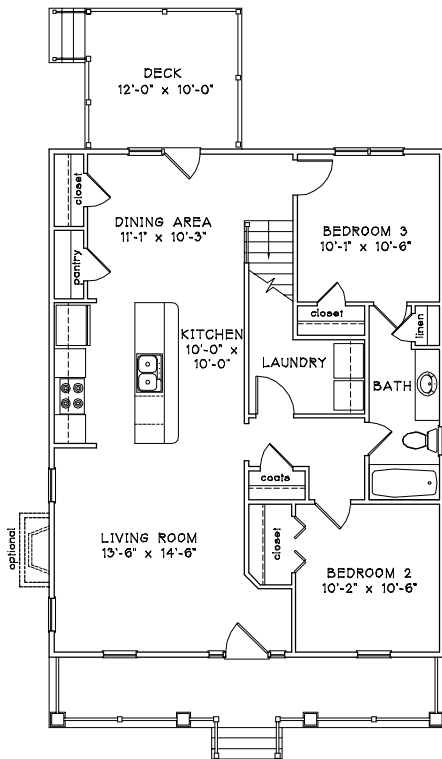 DECK
12'-0" x 10'-0"
closet
DINING AREA
11'-1" x 10'-3"
BEDROOM 3
10'-1" x 10'-6"
pantry
closet
linen
KITCHEN
10'-0" x
10'-0"
LAUNDRY
BATH
coats
optional
LIVING ROOM
13'-6" x 14'-6"
closet
BEDROOM 2
10'-2" x 10'-6"